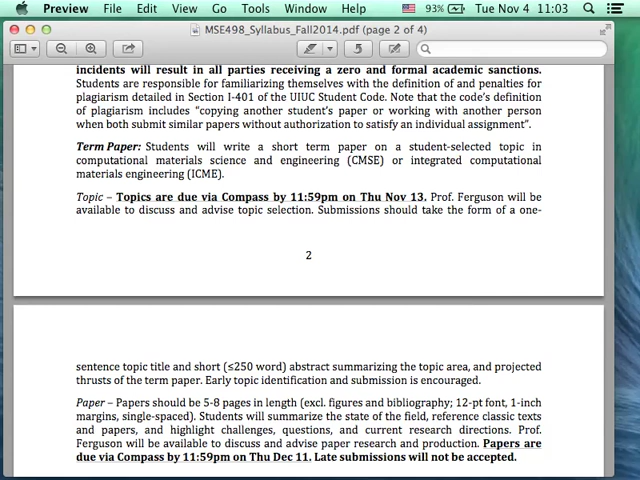 Preview File Edit View Go Tools Window Help 93% Tue Nov 4 11:03
MSE498_Syllabus_Fall2014.pdf (page 2 of 4)
incidents will result in all parties receiving a zero and formal academic sanctions.
Students are responsible for familiarizing themselves with the definition of and penalties for
plagiarism detailed in Section I-401 of the UIUC Student Code. Note that the code's definition
of plagiarism includes “copying another student's paper or working with another person
when both submit similar papers without authorization to satisfy an individual assignment”.
Term Paper: Students will write a short term paper on a student-selected topic in
computational materials science and engineering (CMSE) or integrated computational
materials engineering (ICME).
Topic – Topics are due via Compass by 11:59pm on Thu Nov 13. Prof. Ferguson will be
available to discuss and advise topic selection. Submissions should take the form of a one-
2
sentence topic title and short (≤250 word) abstract summarizing the topic area, and projected
thrusts of the term paper. Early topic identification and submission is encouraged.
Paper – Papers should be 5-8 pages in length (excl. figures and bibliography; 12-pt font, 1-inch
margins, single-spaced). Students will summarize the state of the field, reference classic texts
and papers, and highlight challenges, questions, and current research directions. Prof.
Ferguson will be available to discuss and advise paper research and production. Papers are
due via Compass by 11:59pm on Thu Dec 11. Late submissions will not be accepted.